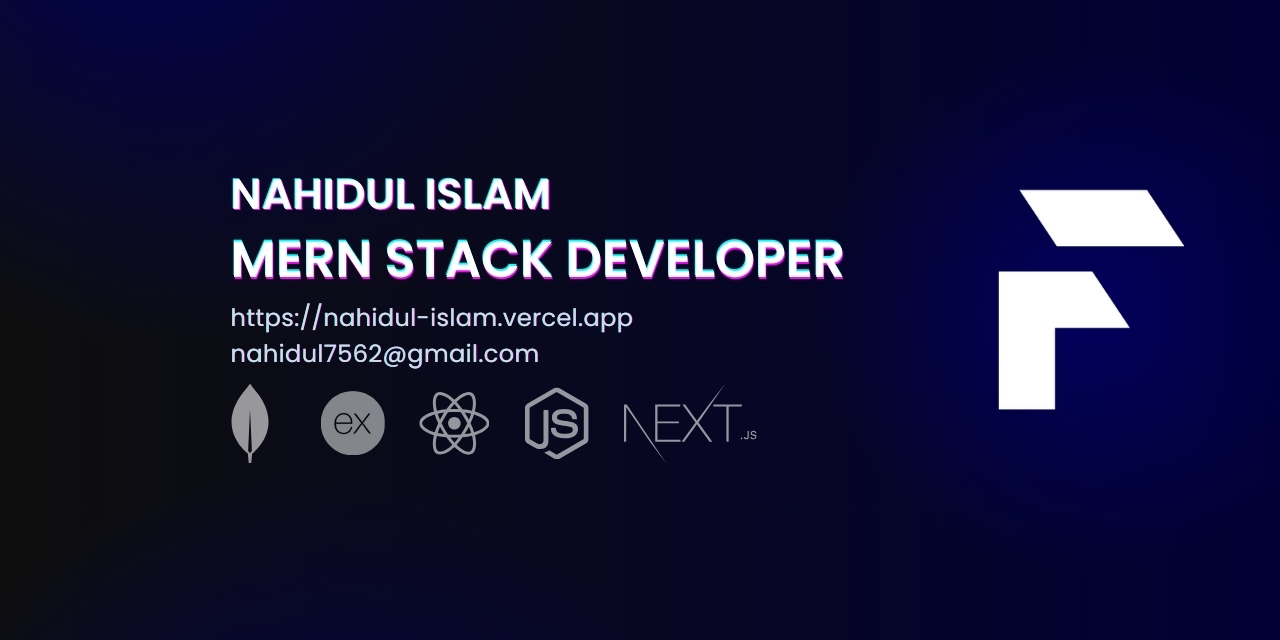 NAHIDUL ISLAM
MERN STACK DEVELOPER
https://nahidul-islam.vercel.app
nahidul7562@gmail.com
ex JS NEXT.JS